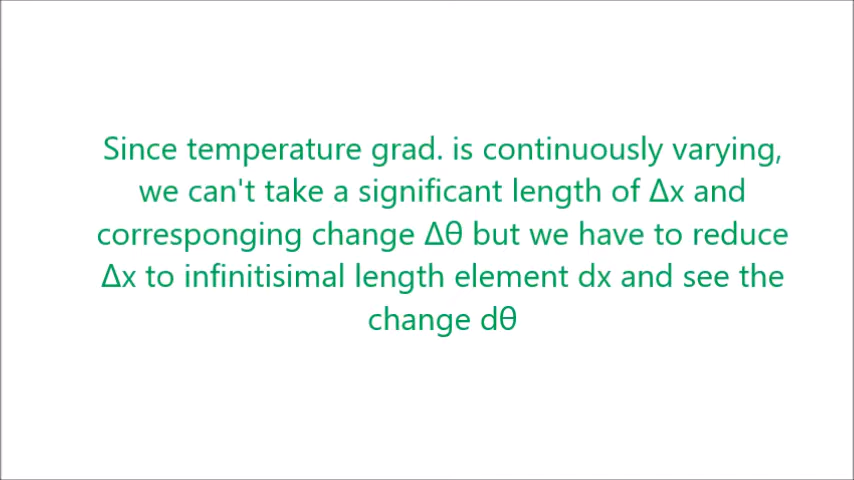 Since temperature grad. is continuously varying,
we can't take a significant length of Δx and
corresponging change Δθ but we have to reduce
Δx to infinitisimal length element dx and see the
change dθ